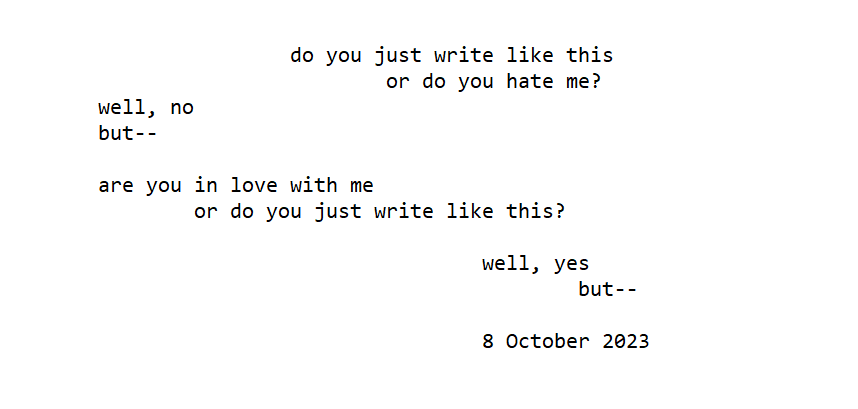 do you just write like this
or do you hate me?
well, no
but--
are you in love with me
or do you just write like this?
well, yes
but--
8 October 2023